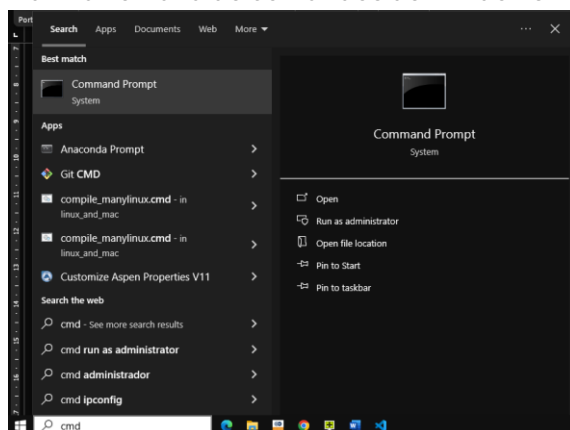 Port
Search Apps Documents Web More
Best match
Command Prompt
System
Apps
Anaconda Prompt
Git CMD
compile_manylinux.cmd - in
linux_and_mac
compile_manylinux.cmd - in
linux_and_mac
Customize Aspen Properties V11
Search the web
cmd - See more search results
cmd run as administrator
cmd administrador
cmd ipconfig
cmd
Command Prompt
System
Open
Run as administrator
Open file location
Pin to Start
Pin to taskbar